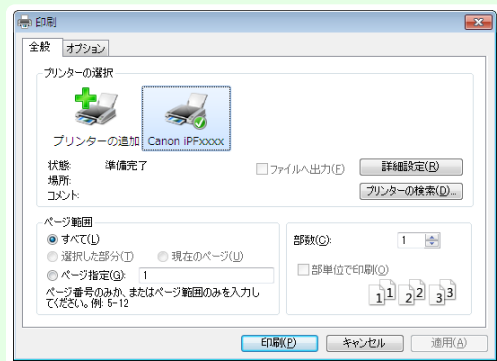 印刷
全般 オプション
プリンターの選択
プリンターの追加 Canon iPFxxxx
状態: 準備完了
場所:
コメント:
ファイルへ出力(F) 詳細設定(R)
プリンターの検索(D)...
ページ範囲
すべて(L)
選択した部分(T) 現在のページ(U)
ページ指定(G): 1
ページ番号のみか、またはページ範囲のみを入力し
てください。例: 5-12
部数(C): 1
部単位で印刷(O)
11 22 33
印刷(P) キャンセル 適用(A)